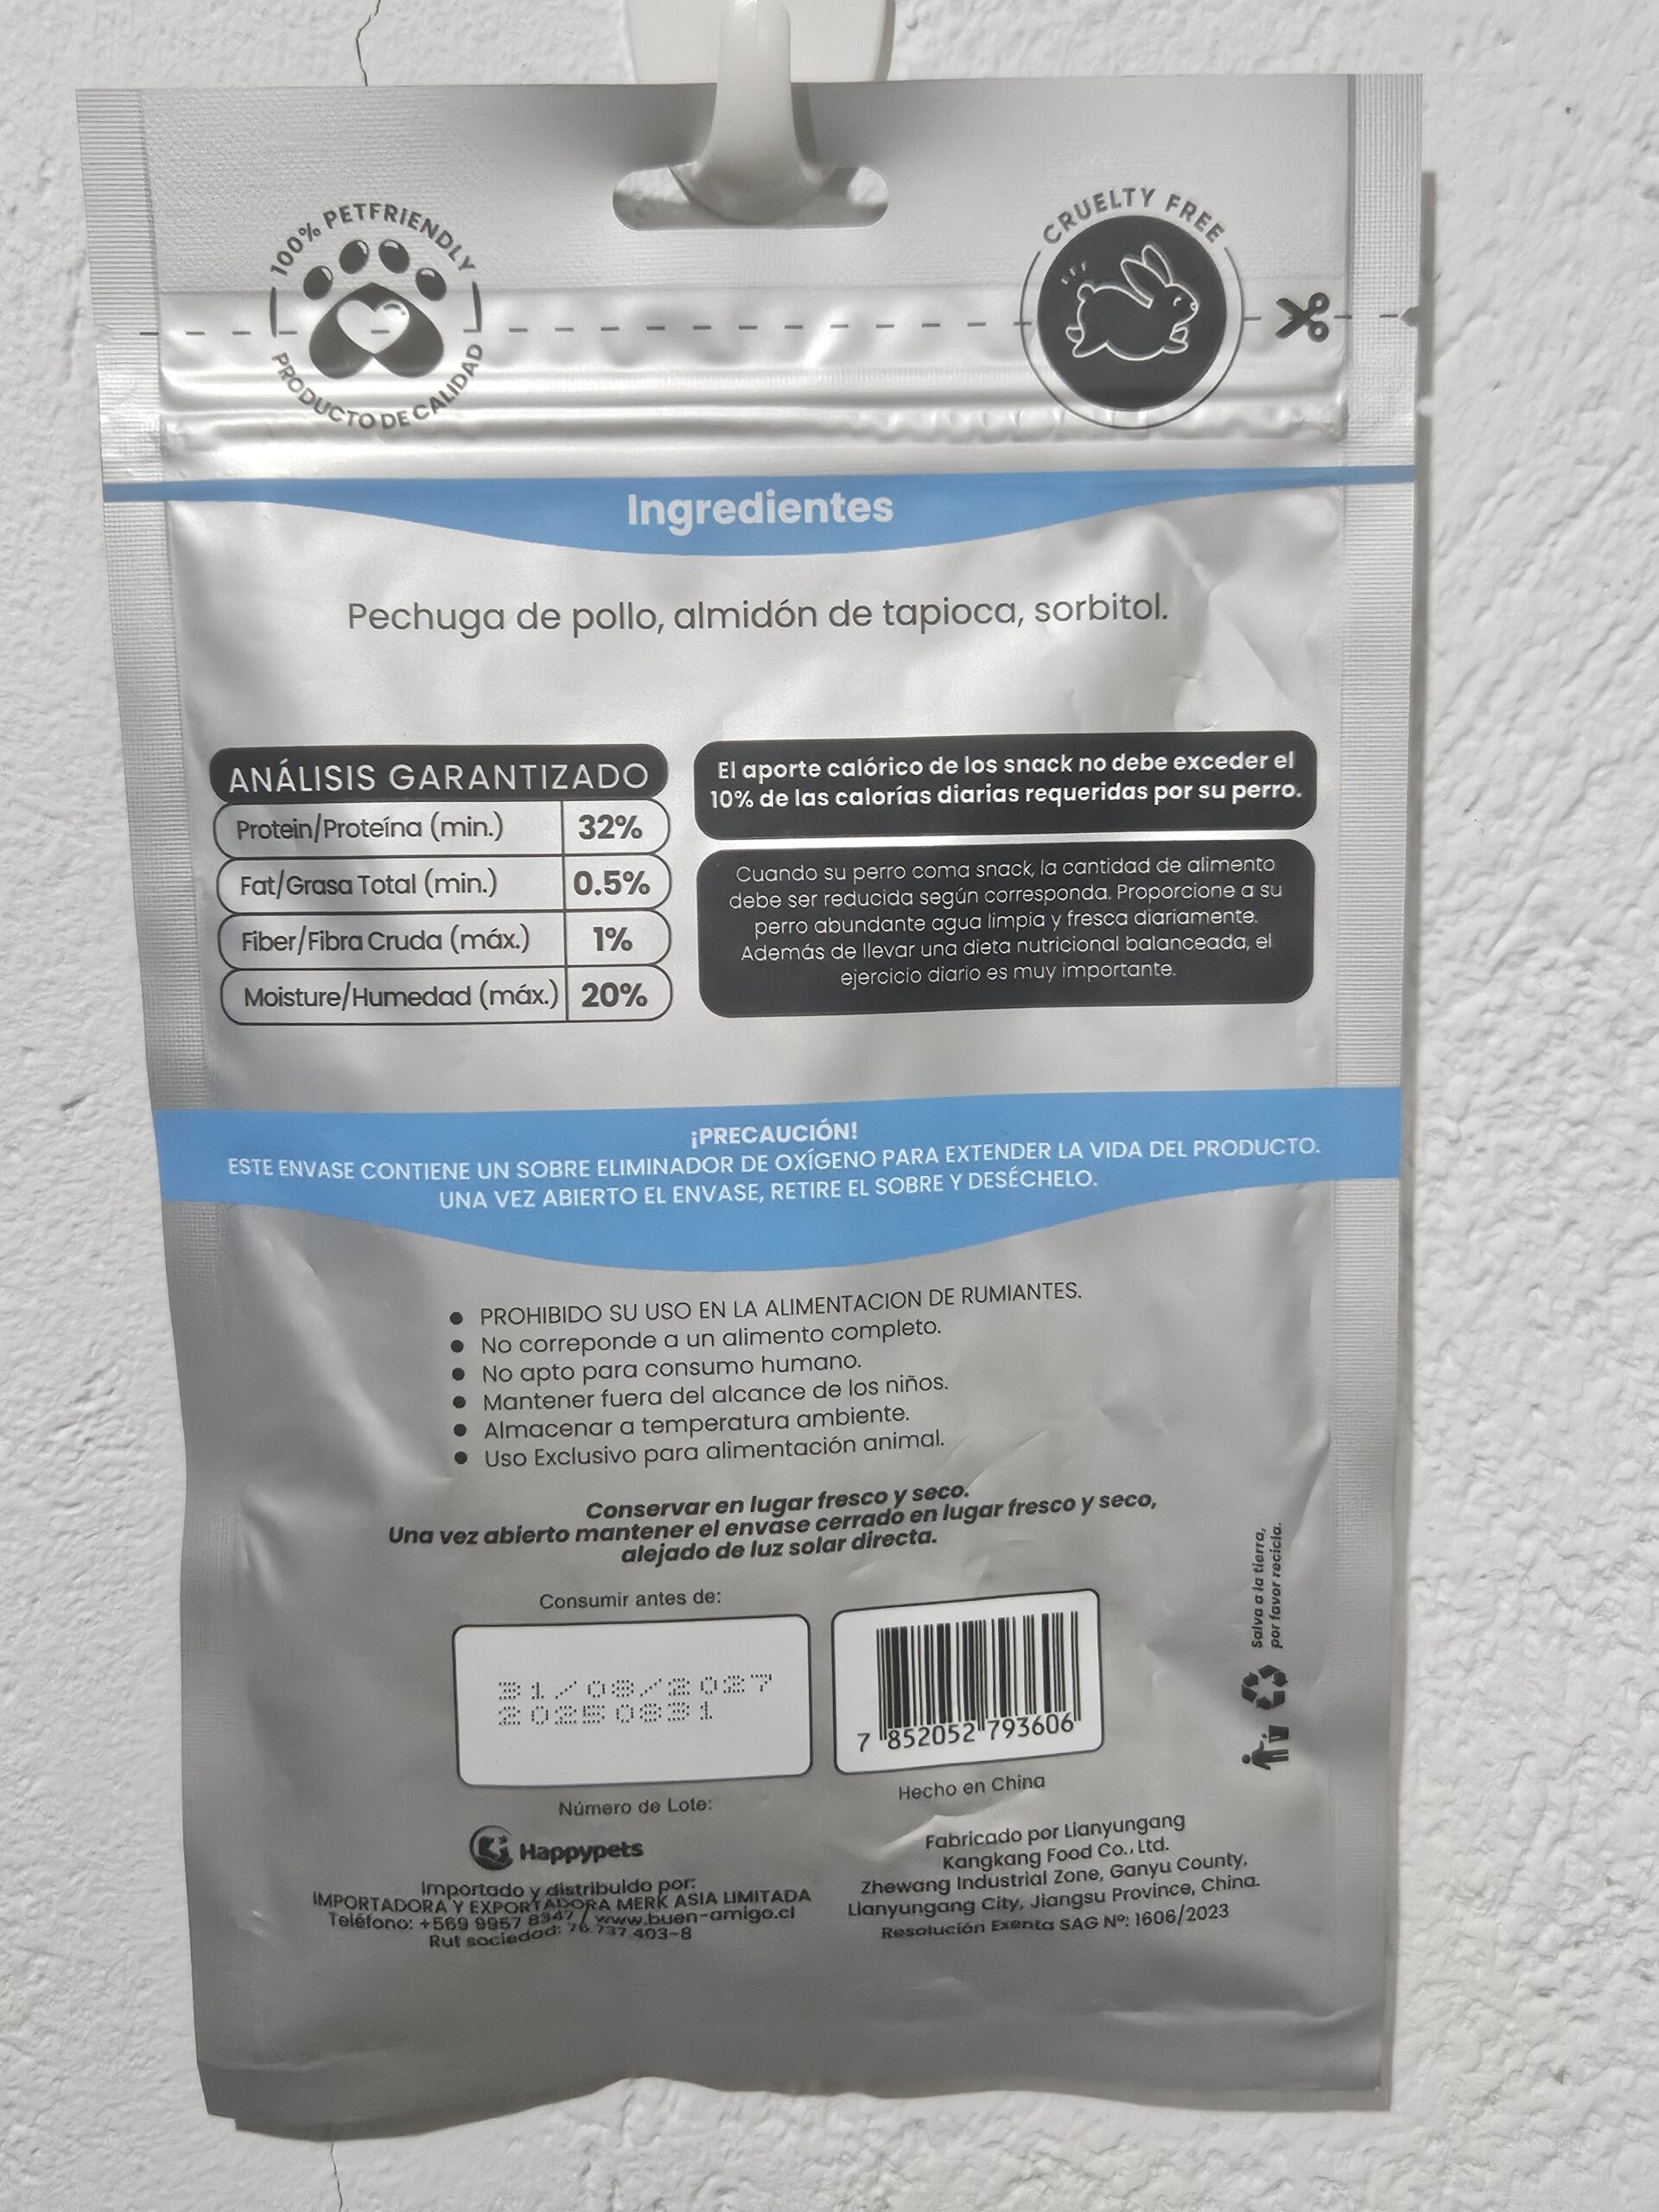 100% PETFRIENDLY
PRODUCTO DE CALIDAD
CRUELTY FREE
Ingredientes
Pechuga de pollo, almidón de tapioca, sorbitol.
ANÁLISIS GARANTIZADO
Protein/Proteína (min.) 32%
Fat/Grasa Total (min.) 0.5%
Fiber/Fibra Cruda (máx.) 1%
Moisture/Humedad (máx.) 20%
El aporte calórico de los snack no debe exceder el
10% de las calorías diarias requeridas por su perro.
Cuando su perro coma snack, la cantidad de alimento
debe ser reducida según corresponda. Proporcione a su
perro abundante agua limpia y fresca diariamente.
Además de llevar una dieta nutricional balanceada, el
ejercicio diario es muy importante.
¡PRECAUCIÓN!
ESTE ENVASE CONTIENE UN SOBRE ELIMINADOR DE OXÍGENO PARA EXTENDER LA VIDA DEL PRODUCTO.
UNA VEZ ABIERTO EL ENVASE, RETIRE EL SOBRE Y DESÉCHELO.
● PROHIBIDO SU USO EN LA ALIMENTACION DE RUMIANTES.
● No correponde a un alimento completo.
● No apto para consumo humano.
● Mantener fuera del alcance de los niños.
● Almacenar a temperatura ambiente.
● Uso Exclusivo para alimentación animal.
Conservar en lugar fresco y seco.
Una vez abierto mantener el envase cerrado en lugar fresco y seco,
alejado de luz solar directa.
Salva a la tierra,
por favor recicla.
Consumir antes de:
31/08/2027
20250831
7 852052 793606
Número de Lote:
Hecho en China
Happypets
Importado y distribuido por:
IMPORTADORA Y EXPORTADORA MERK ASIA LIMITADA
Teléfono: +569 9957 8347 / www.buen-amigo.cl
Rut sociedad: 76.737.403-8
Fabricado por Lianyungang
Kangkang Food Co., Ltd.
Zhewang Industrial Zone, Ganyu County,
Lianyungang City, Jiangsu Province, China.
Resolución Exenta SAG Nº: 1606/2023